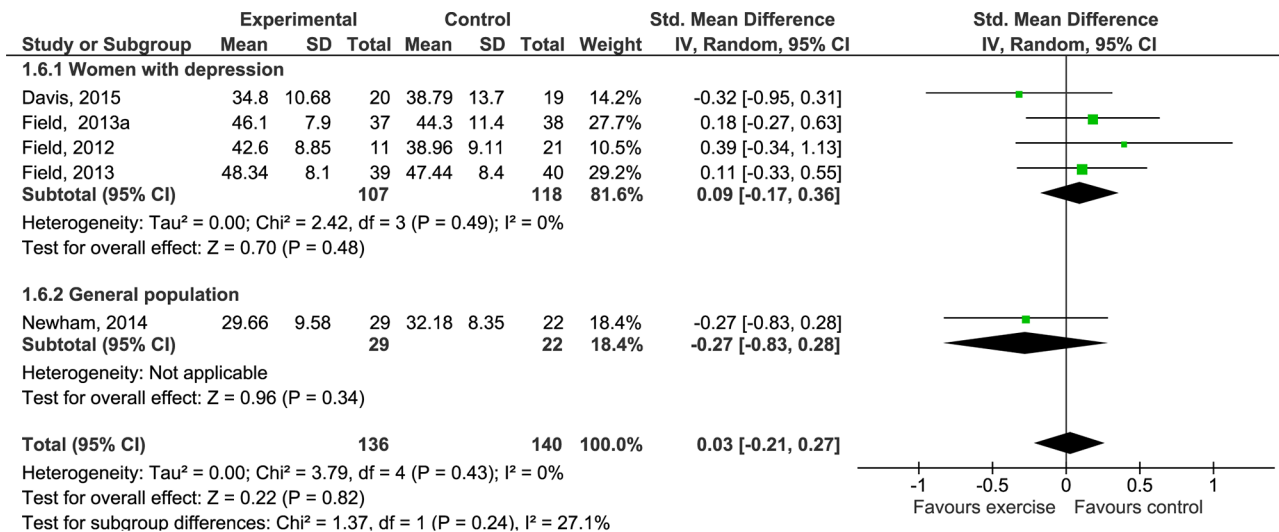 Experimental Control Std. Mean Difference Std. Mean Difference
Study or Subgroup Mean SD Total Mean SD Total Weight IV, Random, 95% CI IV, Random, 95% CI
1.6.1 Women with depression
Davis, 2015 34.8 10.68 20 38.79 13.7 19 14.2% -0.32 [-0.95, 0.31]
Field, 2013a 46.1 7.9 37 44.3 11.4 38 27.7% 0.18 [-0.27, 0.63]
Field, 2012 42.6 8.85 11 38.96 9.11 21 10.5% 0.39 [-0.34, 1.13]
Field, 2013 48.34 8.1 39 47.44 8.4 40 29.2% 0.11 [-0.33, 0.55]
Subtotal (95% CI) 107 118 81.6% 0.09 [-0.17, 0.36]
Heterogeneity: Tau² = 0.00; Chi² = 2.42, df = 3 (P = 0.49); I² = 0%
Test for overall effect: Z = 0.70 (P = 0.48)
1.6.2 General population
Newham, 2014 29.66 9.58 29 32.18 8.35 22 18.4% -0.27 [-0.83, 0.28]
Subtotal (95% CI) 29 22 18.4% -0.27 [-0.83, 0.28]
Heterogeneity: Not applicable
Test for overall effect: Z = 0.96 (P = 0.34)
Total (95% CI) 136 140 100.0% 0.03 [-0.21, 0.27]
Heterogeneity: Tau² = 0.00; Chi² = 3.79, df = 4 (P = 0.43); I² = 0%
Test for overall effect: Z = 0.22 (P = 0.82)
Test for subgroup differences: Chi² = 1.37, df = 1 (P = 0.24), I² = 27.1%
-1 -0.5 0 0.5 1
Favours exercise Favours control